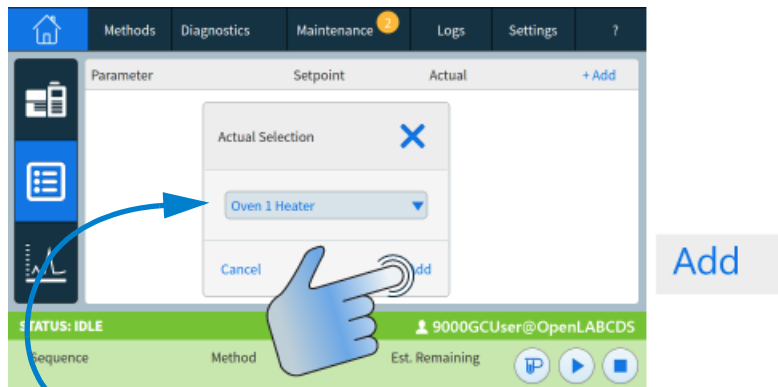 Methods Diagnostics Maintenance 2 Logs Settings ?
Parameter Setpoint Actual + Add
Actual Selection
Oven 1 Heater
Cancel
Add
STATUS: IDLE 9000GCUser@OpenLABCDS
Sequence Method Est. Remaining